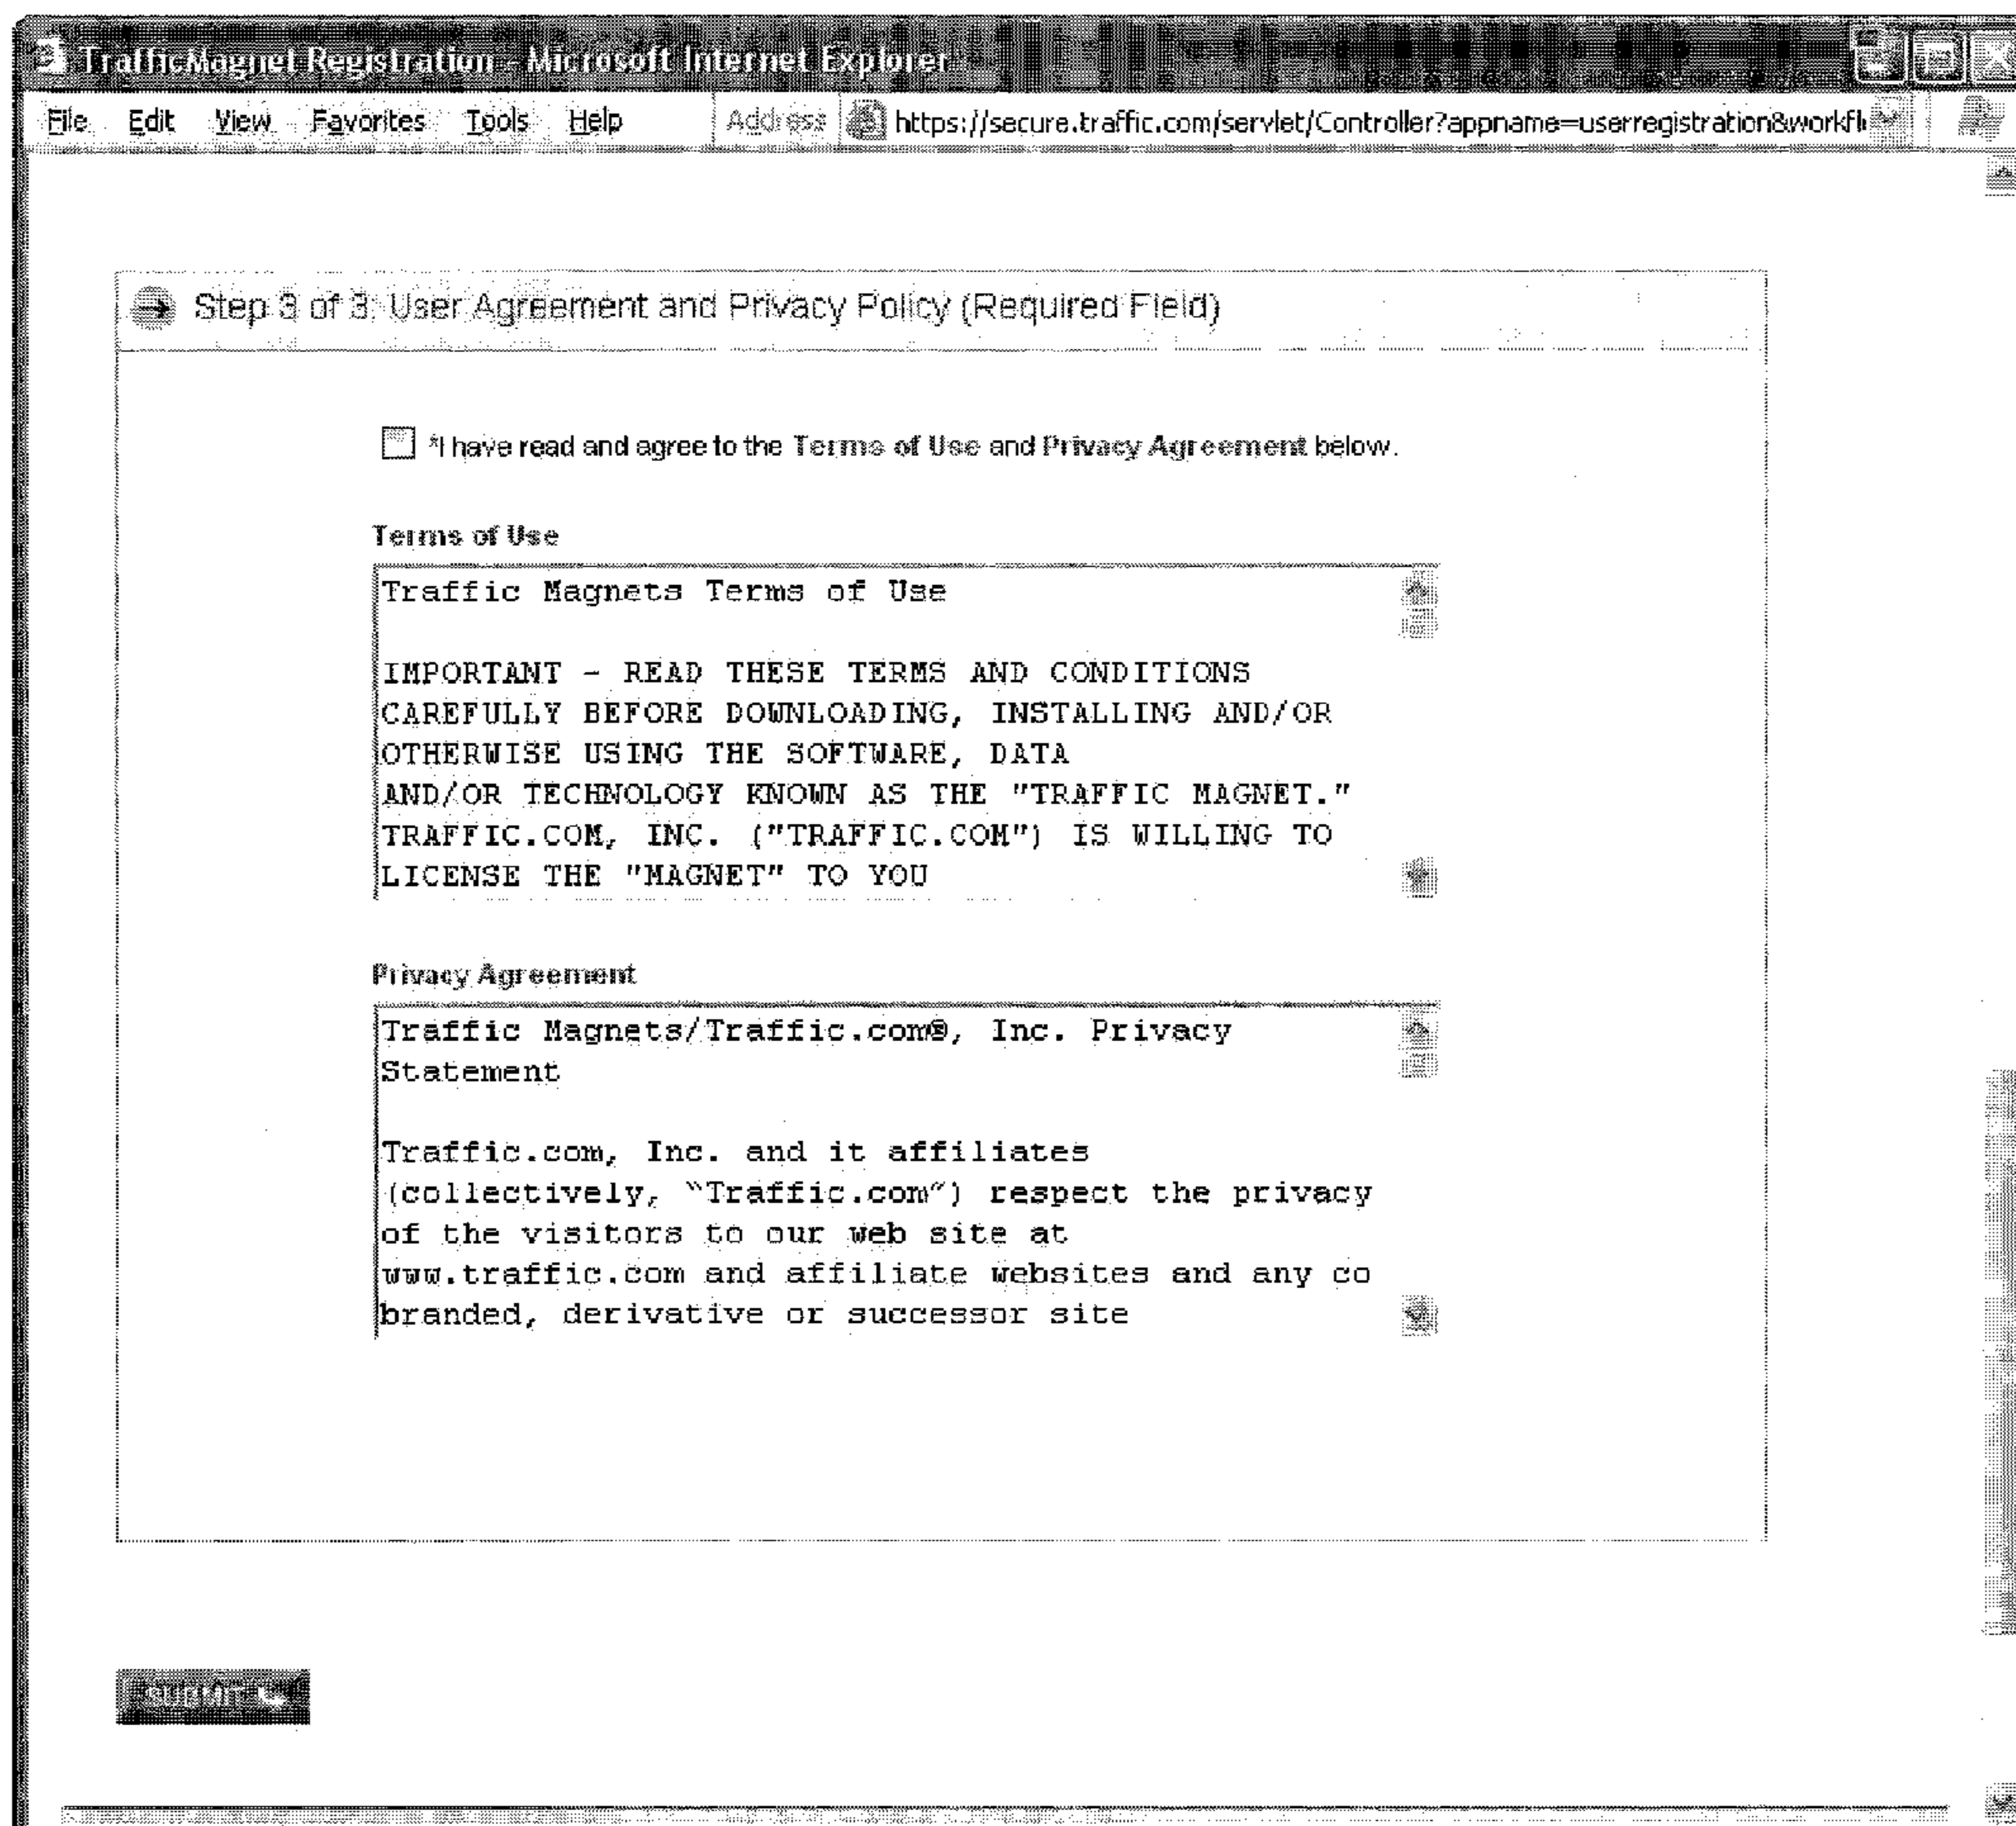 TrafficMagnet Registration - Microsoft Internet Explorer
File Edit View Favorites Tools Help Address https://secure.traffic.com/servlet/Controller?appname=userregistration&workfl
Step 3 of 3: User Agreement and Privacy Policy (Required Field)
*I have read and agree to the Terms of Use and Privacy Agreement below.
Terms of Use
Traffic Magnets Terms of Use
IMPORTANT - READ THESE TERMS AND CONDITIONS
CAREFULLY BEFORE DOWNLOADING, INSTALLING AND/OR
OTHERWISE USING THE SOFTWARE, DATA
AND/OR TECHNOLOGY KNOWN AS THE "TRAFFIC MAGNET."
TRAFFIC.COM, INC. ("TRAFFIC.COM") IS WILLING TO
LICENSE THE "MAGNET" TO YOU
Privacy Agreement
Traffic Magnets/Traffic.com®, Inc. Privacy
Statement
Traffic.com, Inc. and it affiliates
(collectively, “Traffic.com”) respect the privacy
of the visitors to our web site at
www.traffic.com and affiliate websites and any co
branded, derivative or successor site
SUBMIT